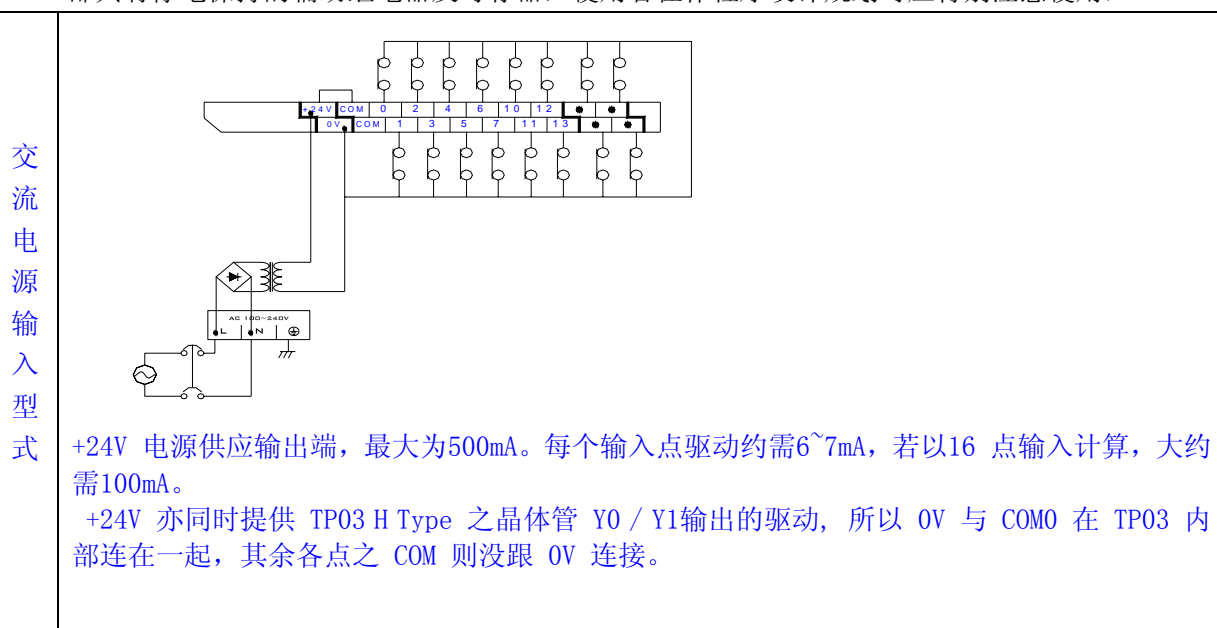 +24V COM 0 2 4 6 10 12
0V COM 1 3 5 7 11 13
AC 100~240V
L N
交
流
电
源
输
入
型
式
+24V 电源供应输出端，最大为500mA。每个输入点驱动约需6~7mA，若以16 点输入计算，大约
需100mA。
+24V 亦同时提供 TP03 H Type 之晶体管 Y0 / Y1输出的驱动, 所以 0V 与 COM0 在 TP03 内
部连在一起，其余各点之 COM 则没跟 0V 连接。